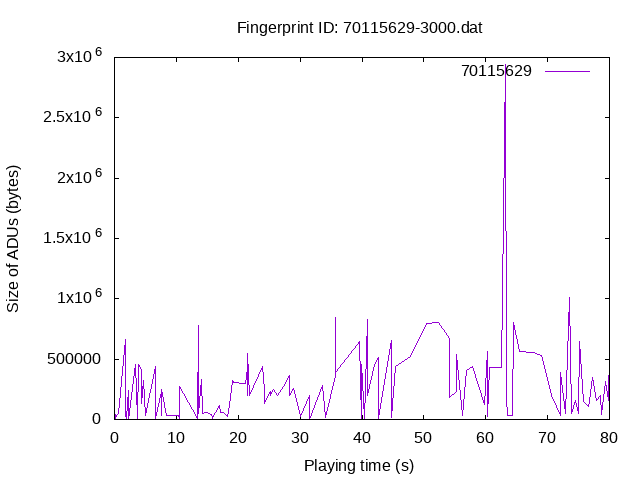 Fingerprint ID: 70115629-3000.dat
3x10 6
70115629
2.5x10 6
2x10 6
1.5x10 6
1x10 6
500000
0
Size of ADUs (bytes)
0 10 20 30 40 50 60 70 80
Playing time (s)